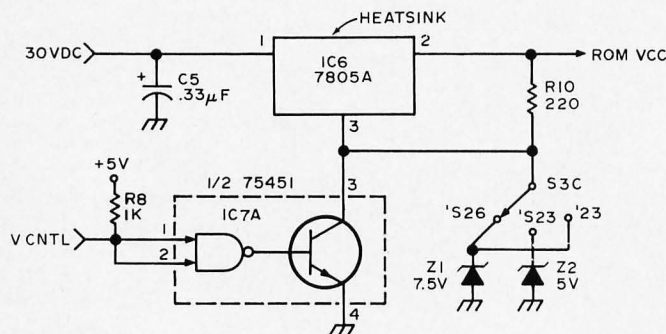 HEATSINK
30VDC
1
IC6
7805A
2
ROM VCC
+
C5
.33µF
R10
220
3
+5V
R8
1K
1/2 75451
3
IC7A
S3C
'S26
'S23
'23
V CNTL
1
2
Z1
7.5V
Z2
5V
4